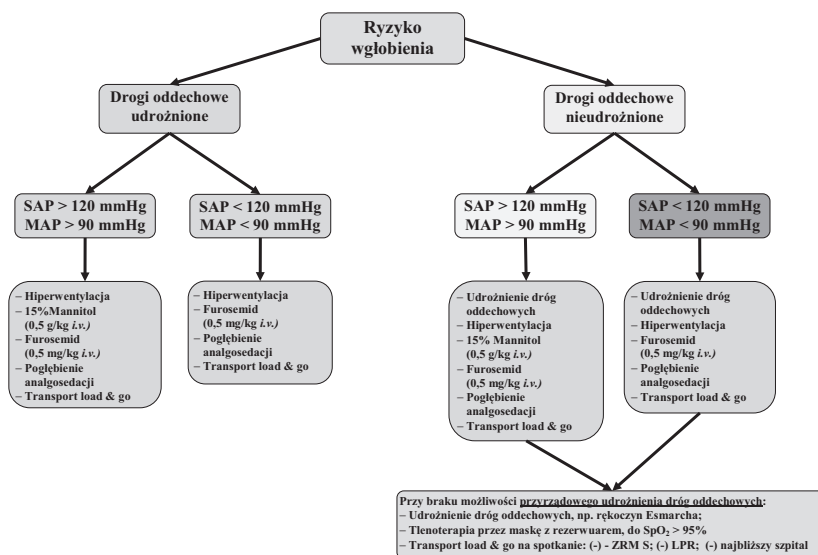 Ryzyko
wgłobienia
Drogi oddechowe
udrożnione
Drogi oddechowe
nieudrożnione
SAP > 120 mmHg
MAP > 90 mmHg
SAP < 120 mmHg
MAP < 90 mmHg
SAP > 120 mmHg
MAP > 90 mmHg
SAP < 120 mmHg
MAP < 90 mmHg
– Hiperwentylacja
– 15%Mannitol
(0,5 g/kg i.v.)
– Furosemid
(0,5 mg/kg i.v.)
– Pogłębienie
analgosedacji
– Transport load & go
– Hiperwentylacja
– Furosemid
(0,5 mg/kg i.v.)
– Pogłębienie
analgosedacji
– Transport load & go
– Udrożnienie dróg
oddechowych
– Hiperwentylacja
– 15% Mannitol
(0,5 g/kg i.v.)
– Furosemid
(0,5 mg/kg i.v.)
– Pogłębienie
analgosedacji
– Transport load & go
– Udrożnienie dróg
oddechowych
– Hiperwentylacja
– Furosemid
(0,5 mg/kg i.v.)
– Pogłębienie
analgosedacji
– Transport load & go
Przy braku możliwości przyrządowego udrożnienia dróg oddechowych:
– Udrożnienie dróg oddechowych, np. rękoczyn Esmarcha;
– Tlenoterapia przez maskę z rezerwuarem, do SpO₂ > 95%
– Transport load & go na spotkanie: (-) - ZRM S; (-) LPR; (-) najbliższy szpital